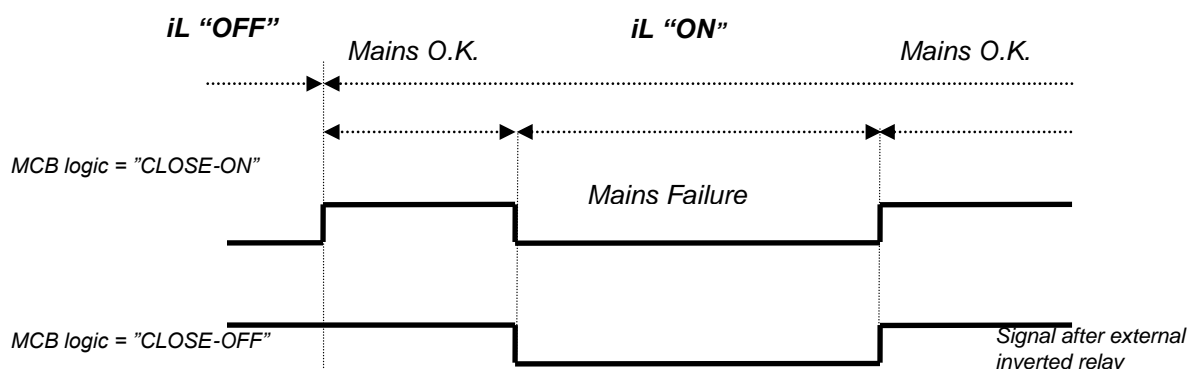 iL “OFF”
iL “ON”
Mains O.K.
Mains O.K.
MCB logic = ”CLOSE-ON”
Mains Failure
MCB logic = ”CLOSE-OFF”
Signal after external
inverted relay